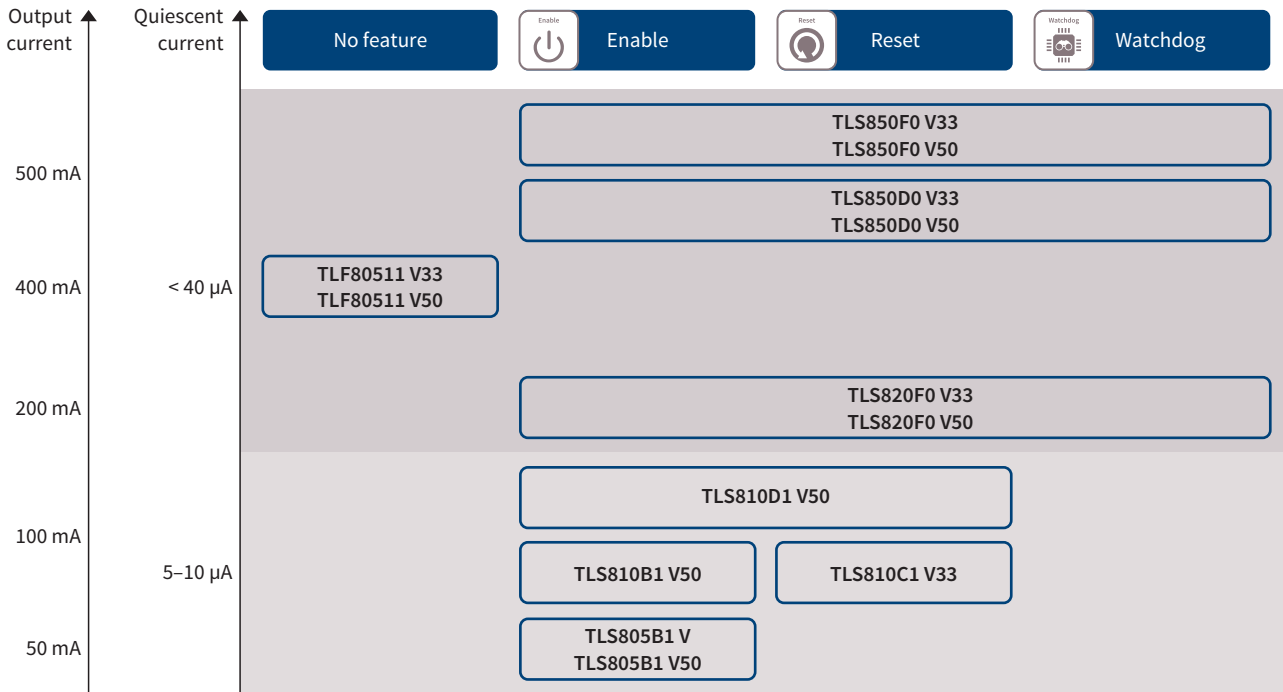 Output current
Quiescent current
No feature
Enable
Enable
Reset
Reset
Watchdog
Watchdog
TLS850F0 V33
TLS850F0 V50
500 mA
TLS850D0 V33
TLS850D0 V50
400 mA
< 40 µA
TLF80511 V33
TLF80511 V50
200 mA
TLS820F0 V33
TLS820F0 V50
TLS810D1 V50
100 mA
5–10 µA
TLS810B1 V50
TLS810C1 V33
50 mA
TLS805B1 V
TLS805B1 V50